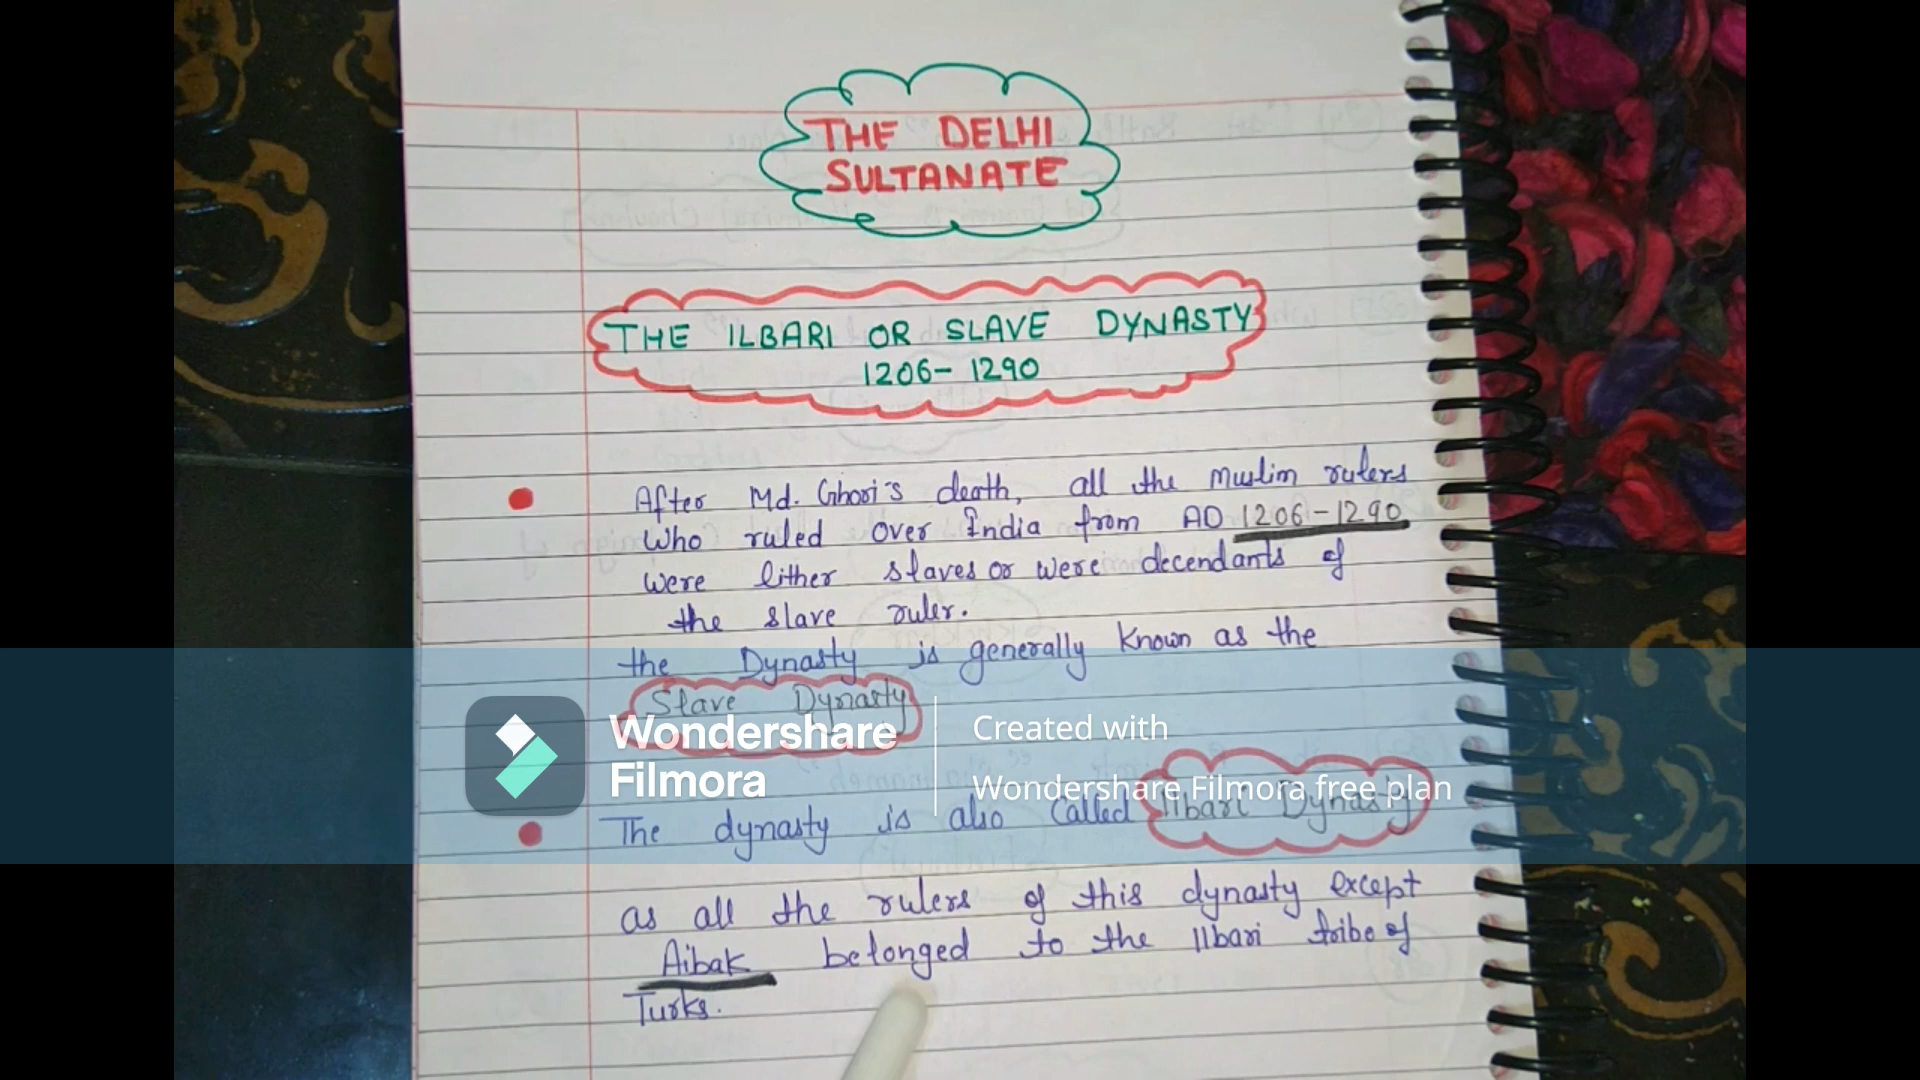 THE DELHI
SULTANATE
THE ILBARI OR SLAVE DYNASTY
1206-1290
After Md. Ghori's death, all the Muslim rulers
Who ruled over India from AD 1206-1290
were Either slaves or were decendants of
the slave ruler.
the Dynasty is generally known as the
Slave Dynasty
Wondershare
Filmora
Created with
Wondershare Filmora free plan
The dynasty is also called Ilbari Dynasty
as all the rulers of this dynasty except
Aibak belonged to the Ilbari tribe of
Turks.